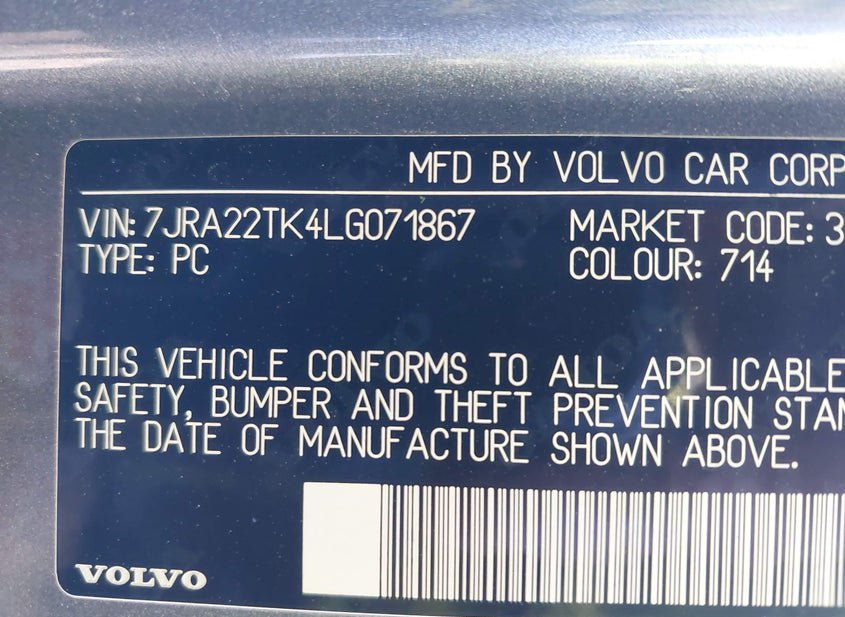 MFD BY VOLVO CAR CORP
VIN: 7JRA22TK4LG071867 MARKET CODE: 3
TYPE: PC COLOUR: 714
THIS VEHICLE CONFORMS TO ALL APPLICABLE
SAFETY, BUMPER AND THEFT PREVENTION STAN
THE DATE OF MANUFACTURE SHOWN ABOVE.
VOLVO